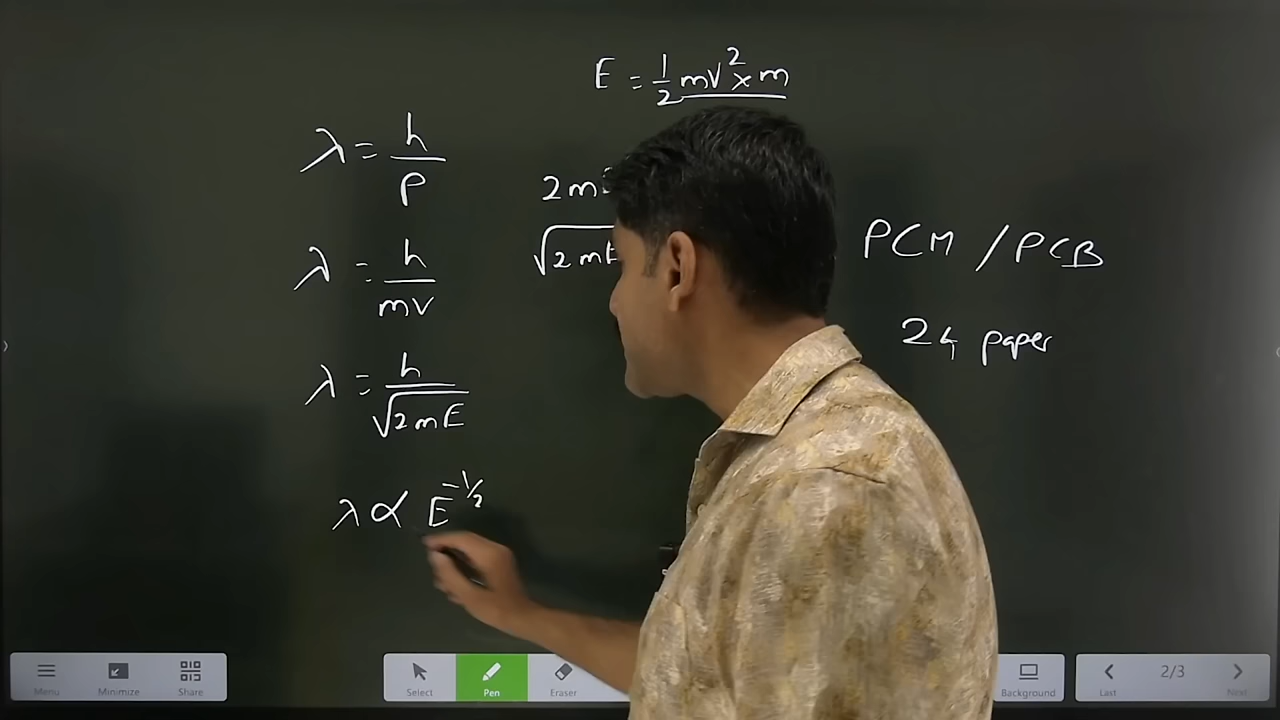 E = 1/2 mv² × m
λ = h/P
2m
λ = h/mv
√2m
λ = h/√2mE
λ ∝ E^-1/2
PCM / PCB
24 paper
Menu
Minimize
Share
Select
Pen
Eraser
Background
Last
2/3
Next